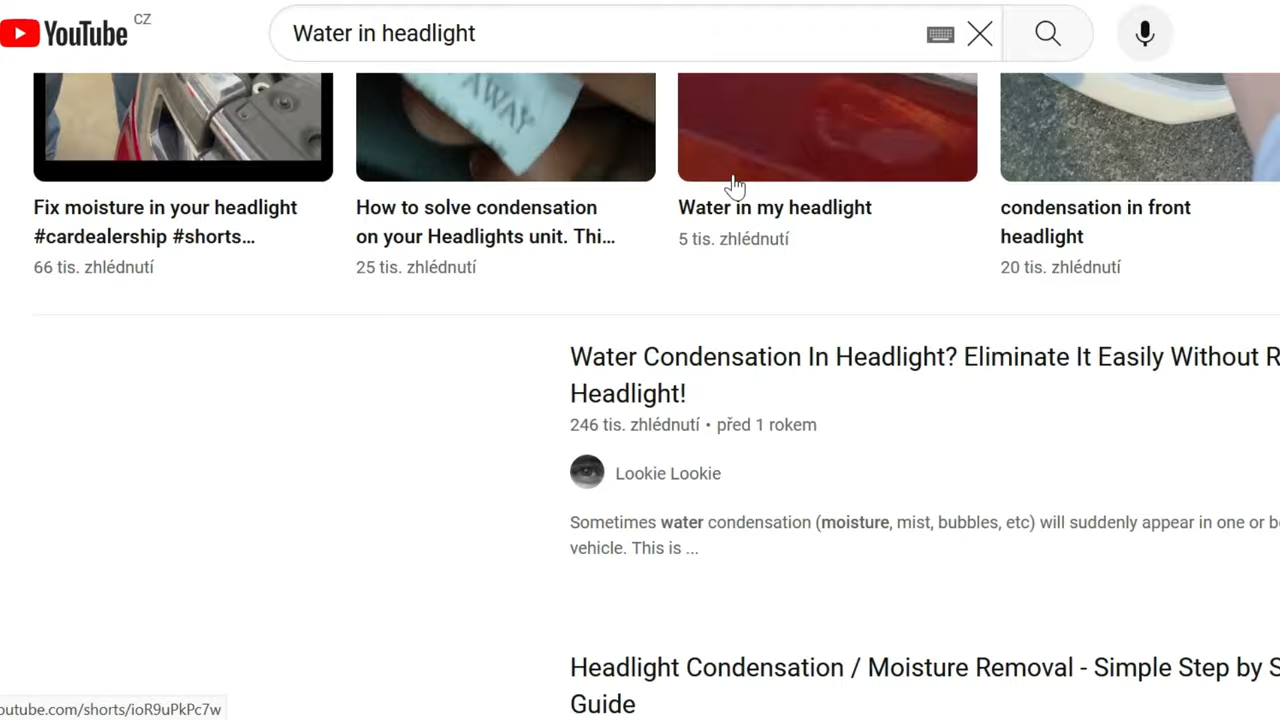 YouTube CZ
Water in headlight
AWAY
Fix moisture in your headlight
#cardealership #shorts...
66 tis. zhlédnutí
How to solve condensation
on your Headlights unit. Thi...
25 tis. zhlédnutí
Water in my headlight
5 tis. zhlédnutí
condensation in front
headlight
20 tis. zhlédnutí
Water Condensation In Headlight? Eliminate It Easily Without R
Headlight!
246 tis. zhlédnutí • před 1 rokem
Lookie Lookie
Sometimes water condensation (moisture, mist, bubbles, etc) will suddenly appear in one or b
vehicle. This is ...
Headlight Condensation / Moisture Removal - Simple Step by S
Guide
outube.com/shorts/ioR9uPkPc7w